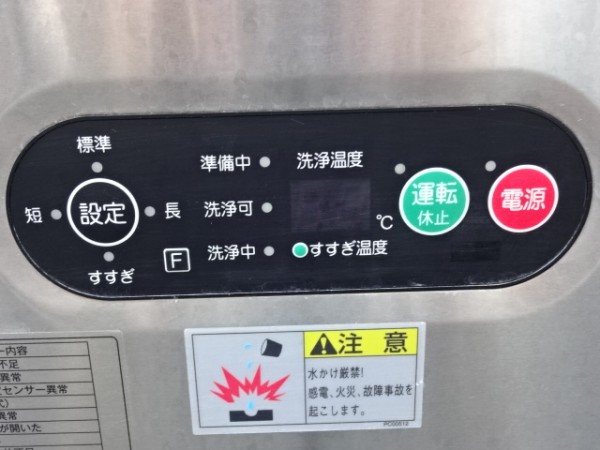 標準
短
設定
長
すすぎ
準備中
洗浄可
洗浄中
F
洗浄温度
℃
すすぎ温度
運転
休止
電源
注意
水かけ厳禁!
感電、火災、故障事故を
起こします。
ー内容
不足
異常
センサー異常
異常
が開いた